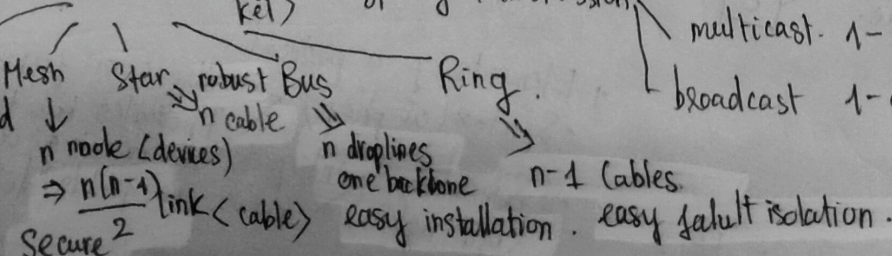 kel)
multicast. 1-
Mesh Star robust Bus Ring.
broadcast 1-
d ↓ ⇒ n cable ⇒ ⇒
n node (devices) n droplines
one backbone n-1 Cables.
⇒ n(n-1)/2 link <cable> easy installation. easy falult isolation.
Secure